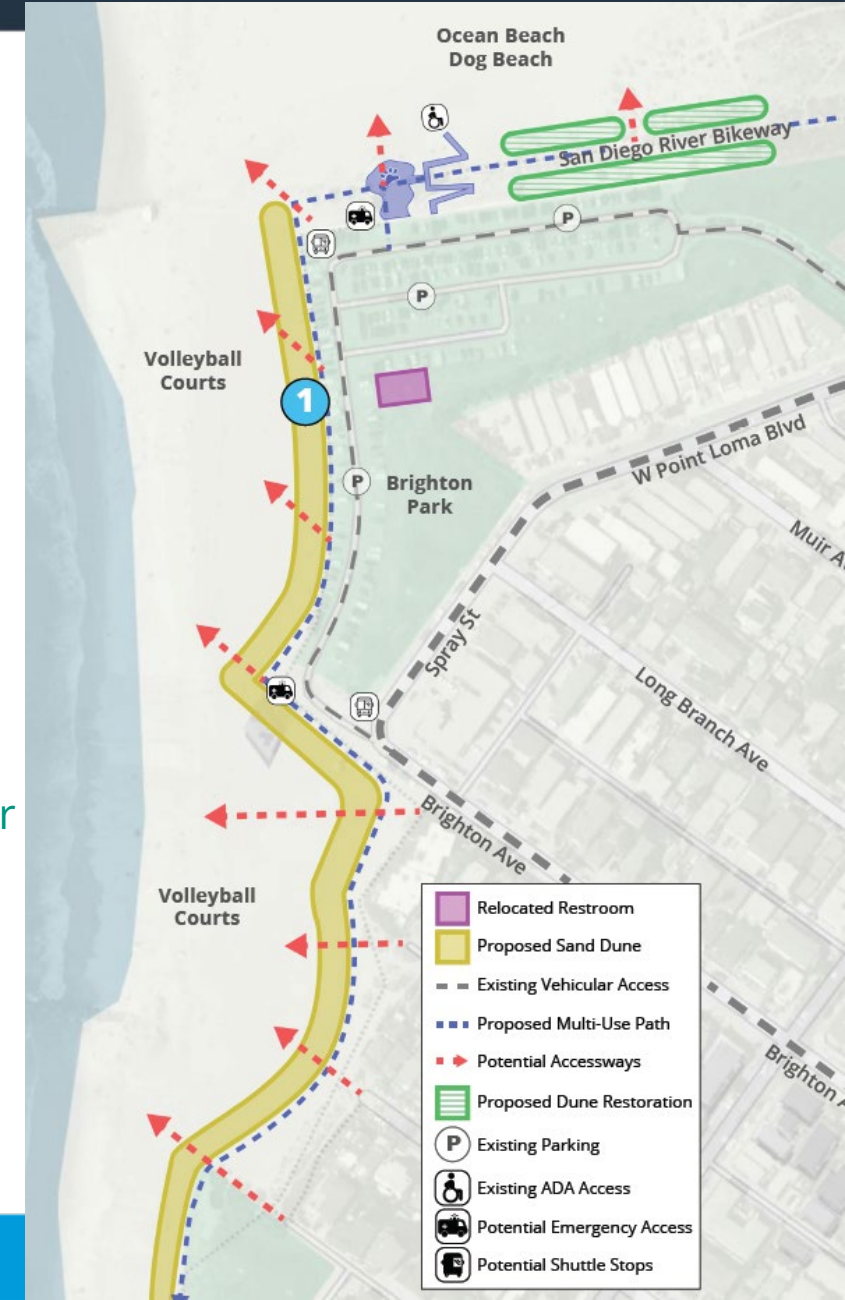 Ocean Beach
Dog Beach
San Diego River Bikeway
P
P
Volleyball
Courts
1
W Point Loma Blvd
P
Brighton
Park
Muir A
Spray St
Long Branch Ave
r
Brighton Ave
Volleyball
Courts
Relocated Restroom
Proposed Sand Dune
Existing Vehicular Access
Proposed Multi-Use Path
Potential Accessways
Proposed Dune Restoration
P Existing Parking
Existing ADA Access
Potential Emergency Access
Potential Shuttle Stops
Brighton A